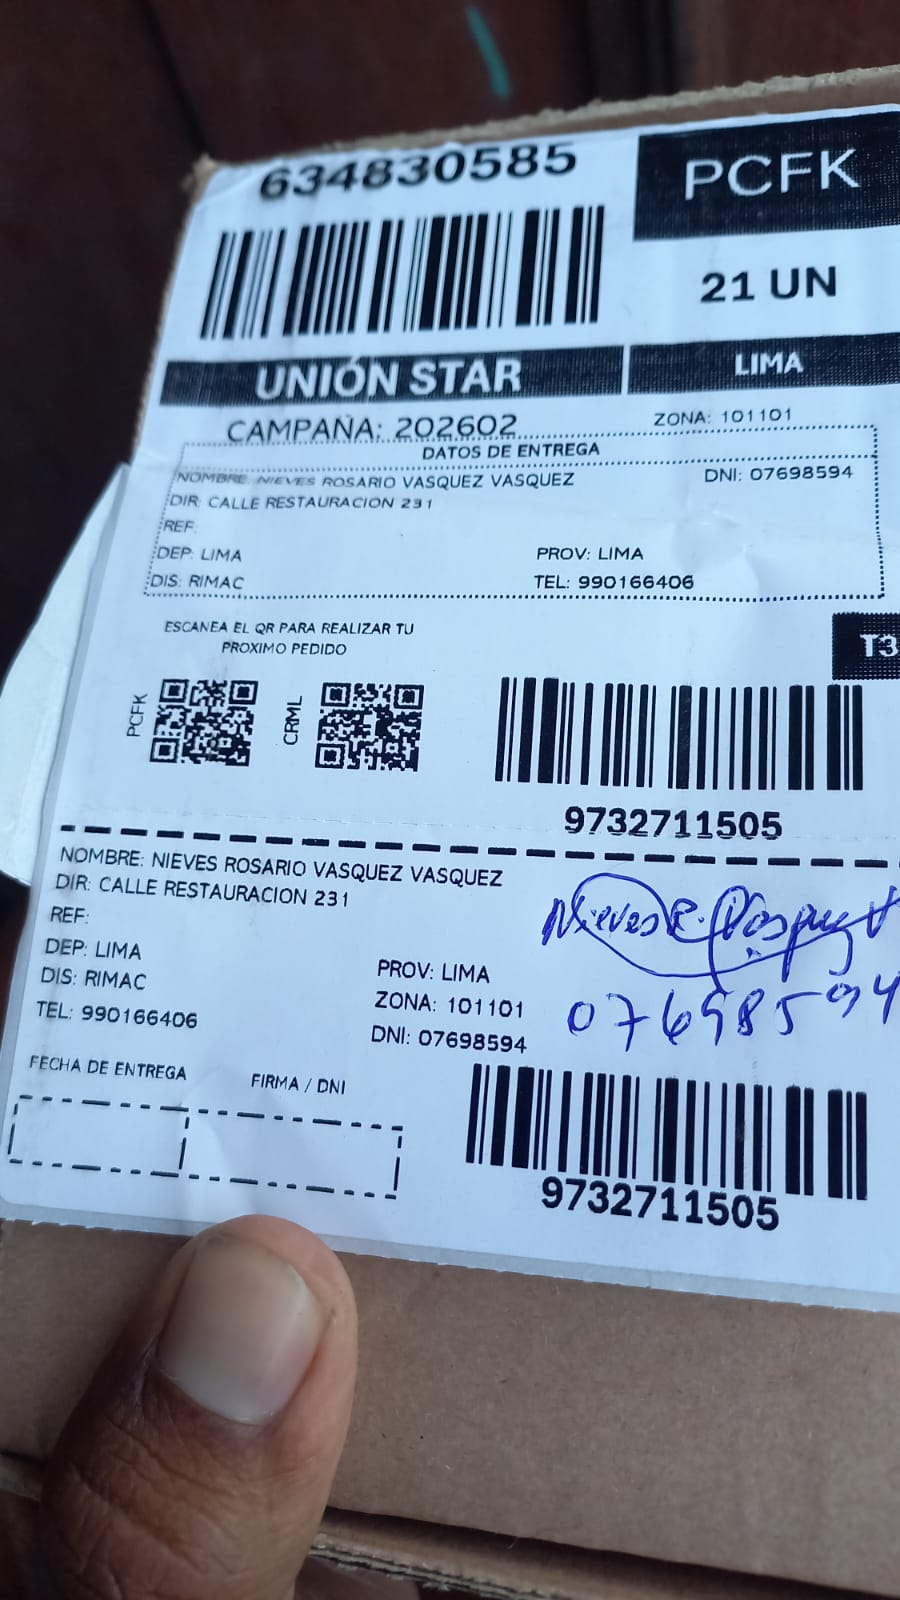 634830585
PCFK
21 UN
UNIÓN STAR
LIMA
CAMPAÑA: 202602
ZONA: 101101
DATOS DE ENTREGA
NOMBRE: NIEVES ROSARIO VASQUEZ VASQUEZ
DNI: 07698594
DIR: CALLE RESTAURACION 231
REF:
DEP: LIMA
PROV: LIMA
DIS: RIMAC
TEL: 990166406
ESCANEA EL QR PARA REALIZAR TU
PROXIMO PEDIDO
T3
PCFK
CRML
9732711505
NOMBRE: NIEVES ROSARIO VASQUEZ VASQUEZ
DIR: CALLE RESTAURACION 231
REF:
DEP: LIMA
DIS: RIMAC
TEL: 990166406
PROV: LIMA
ZONA: 101101
DNI: 07698594
Nieves R. Vasquez V
07698594
FECHA DE ENTREGA
FIRMA / DNI
9732711505